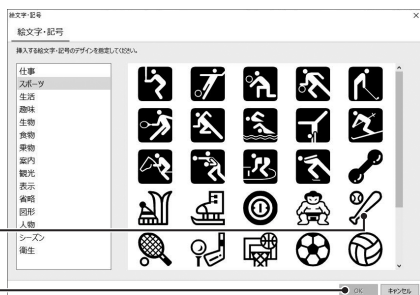 絵文字・記号
絵文字・記号
挿入する絵文字・記号のデザインを指定してください。
仕事
スポーツ
生活
趣味
生物
食物
乗物
案内
観光
表示
省略
図形
人物
シーズン
衛生
OK
キャンセル